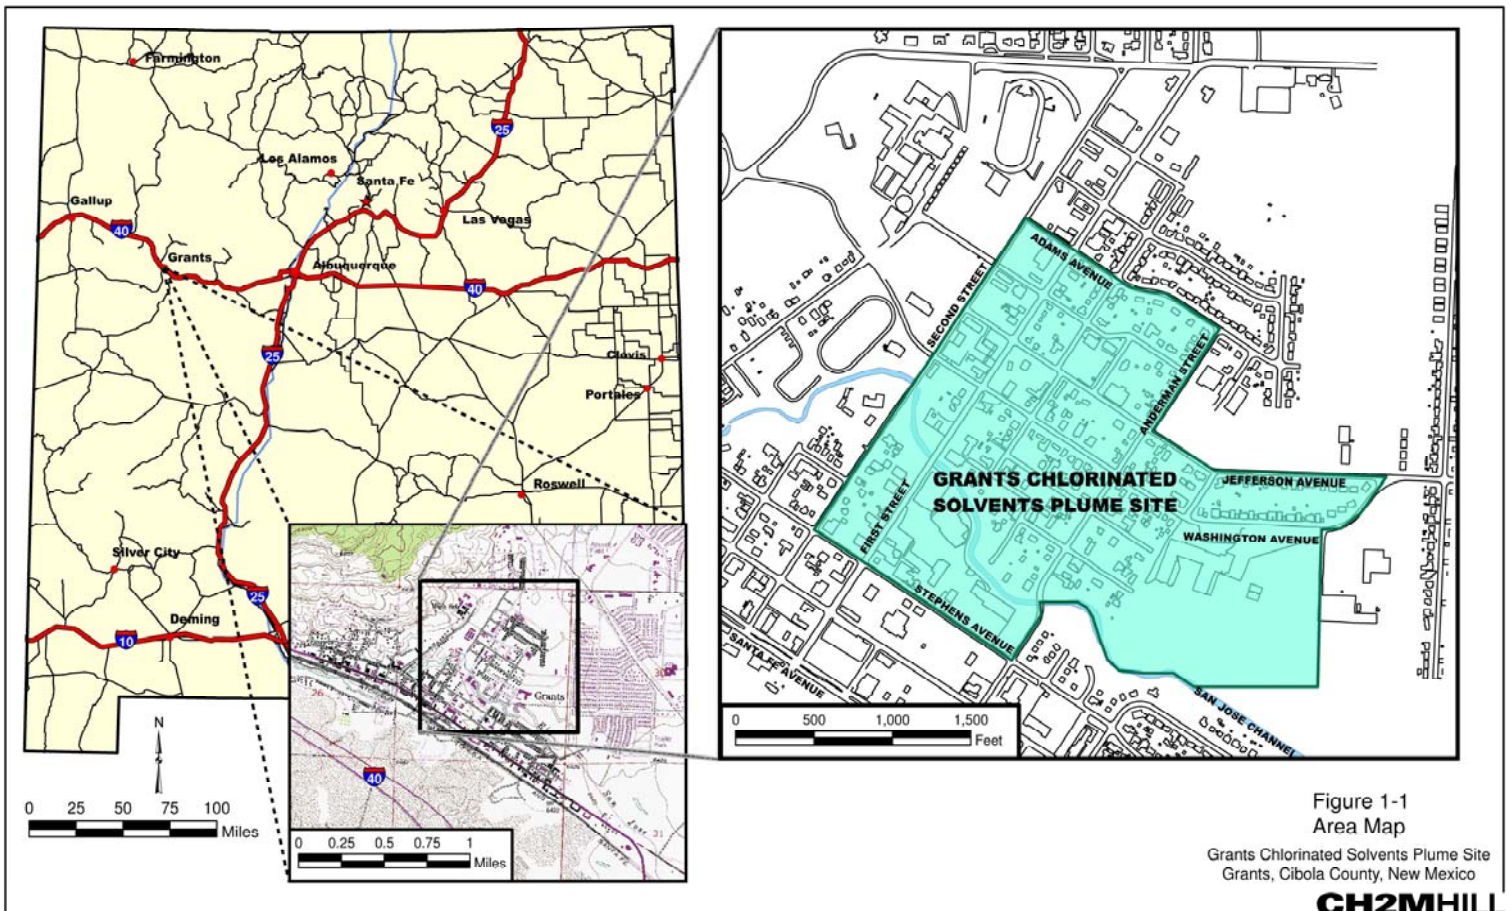 Farmington
25
Los Alamos
Santa Fe
Gallup
40
Las Vegas
Grants
Albuquerque
40
25
Clovis
Portales
Roswell
Silver City
25
Deming
10
N
0 25 50 75 100
Miles
26
25
30
Grants
40
31
0 0.25 0.5 0.75 1
Miles
ADAMS AVENUE
SECOND STREET
ANDERMAN STREET
GRANTS CHLORINATED
SOLVENTS PLUME SITE
JEFFERSON AVENUE
FIRST STREET
WASHINGTON AVENUE
STEPHENS AVENUE
SANTA FE AVENUE
SAN JOSE CHANNEL
0 500 1,000 1,500
Feet
Figure 1-1
Area Map
Grants Chlorinated Solvents Plume Site
Grants, Cibola County, New Mexico
CH2MHILL